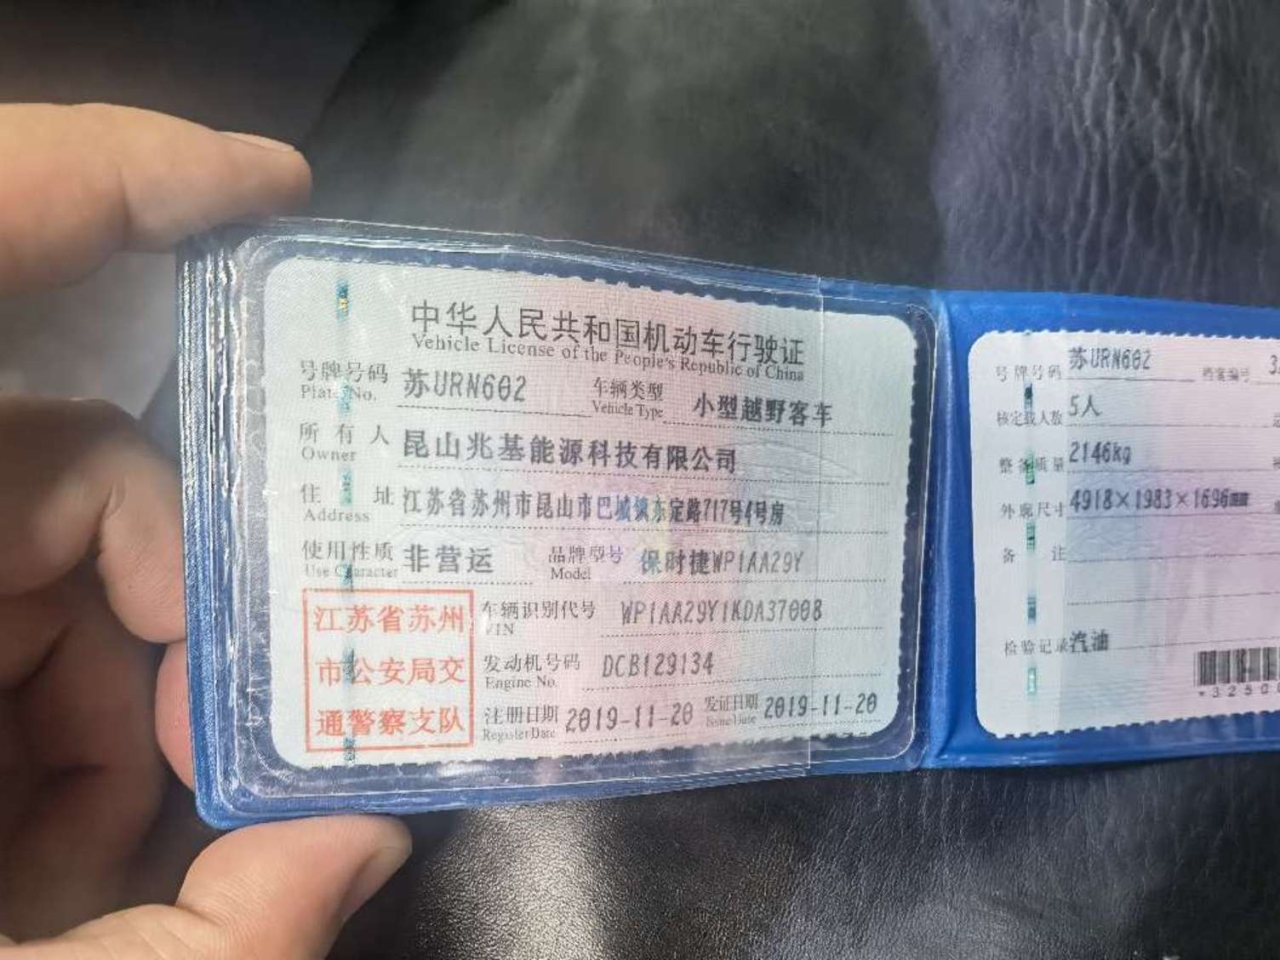 中华人民共和国机动车行驶证
Vehicle License of the People's Republic of China
号牌号码 苏URN602 车辆类型 小型越野客车
Plate No. Vehicle Type
所有人 昆山兆基能源科技有限公司
Owner
住址 江苏省苏州市昆山市巴城镇东定路717号4号房
Address
使用性质 非营运 品牌型号 保时捷WP1AA29Y
Use Character Model
江苏省苏州
市公安局交
通警察支队
车辆识别代号 WP1AA29Y1KDA37008
VIN
发动机号码 DCB129134
Engine No.
注册日期 2019-11-20 发证日期 2019-11-20
Register Date Issue Date
号牌号码 苏URN602 档案编号 3
核定载人数 5人
整备质量 2146kg
外廓尺寸 4918×1983×1696mm
备注
检验记录 汽油
*3250